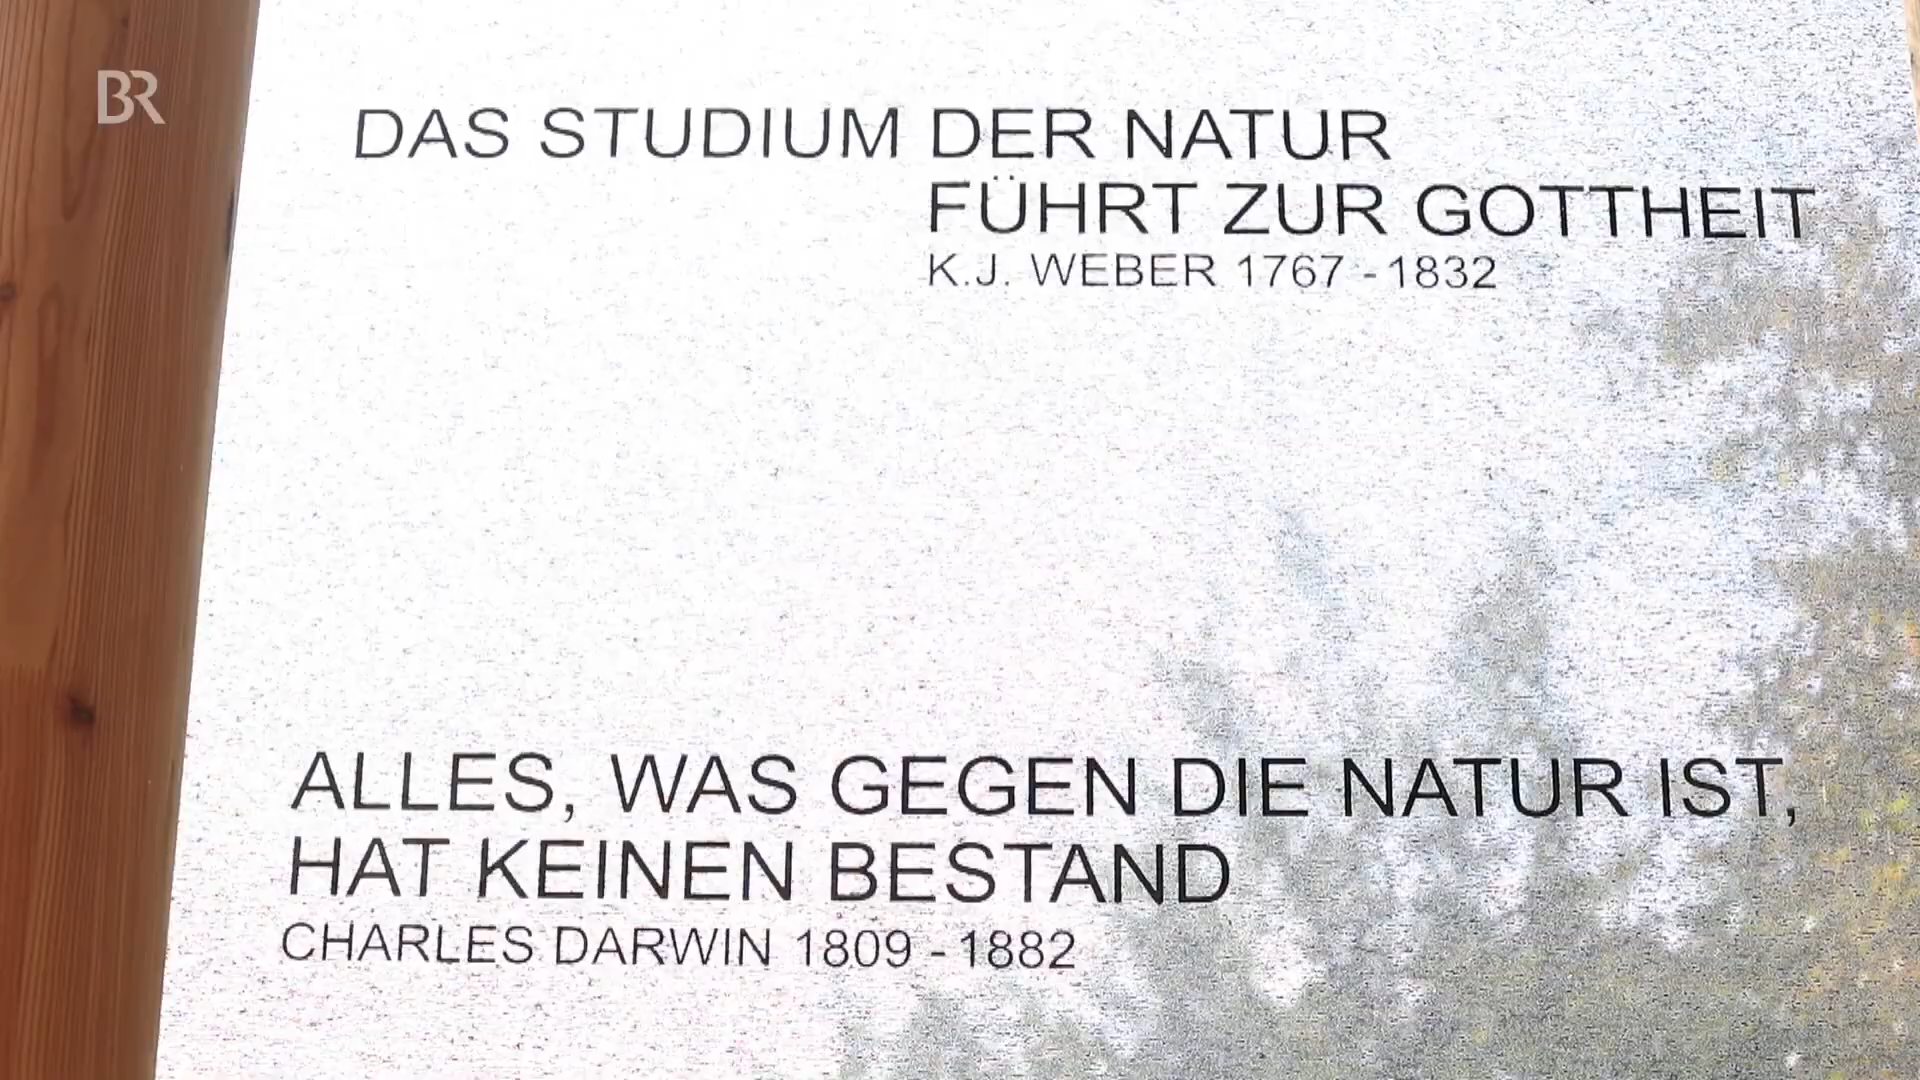 BR
DAS STUDIUM DER NATUR
FÜHRT ZUR GOTTHEIT
K.J. WEBER 1767 - 1832
ALLES, WAS GEGEN DIE NATUR IST,
HAT KEINEN BESTAND
CHARLES DARWIN 1809 - 1882